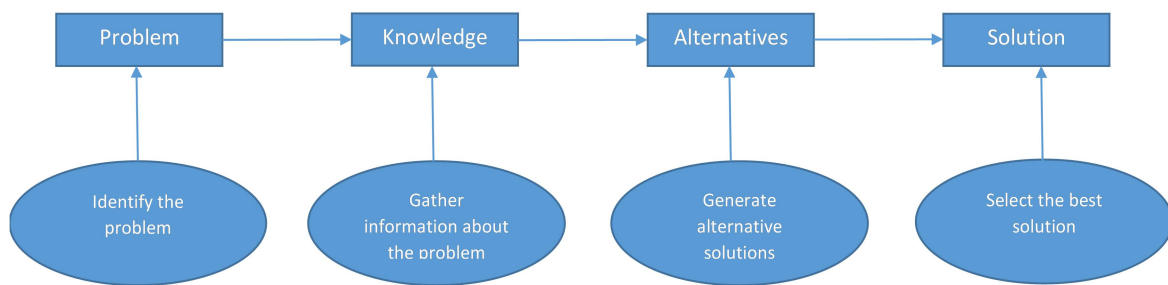 Problem
Knowledge
Alternatives
Solution
Identify the
problem
Gather
information about
the problem
Generate
alternative
solutions
Select the best
solution